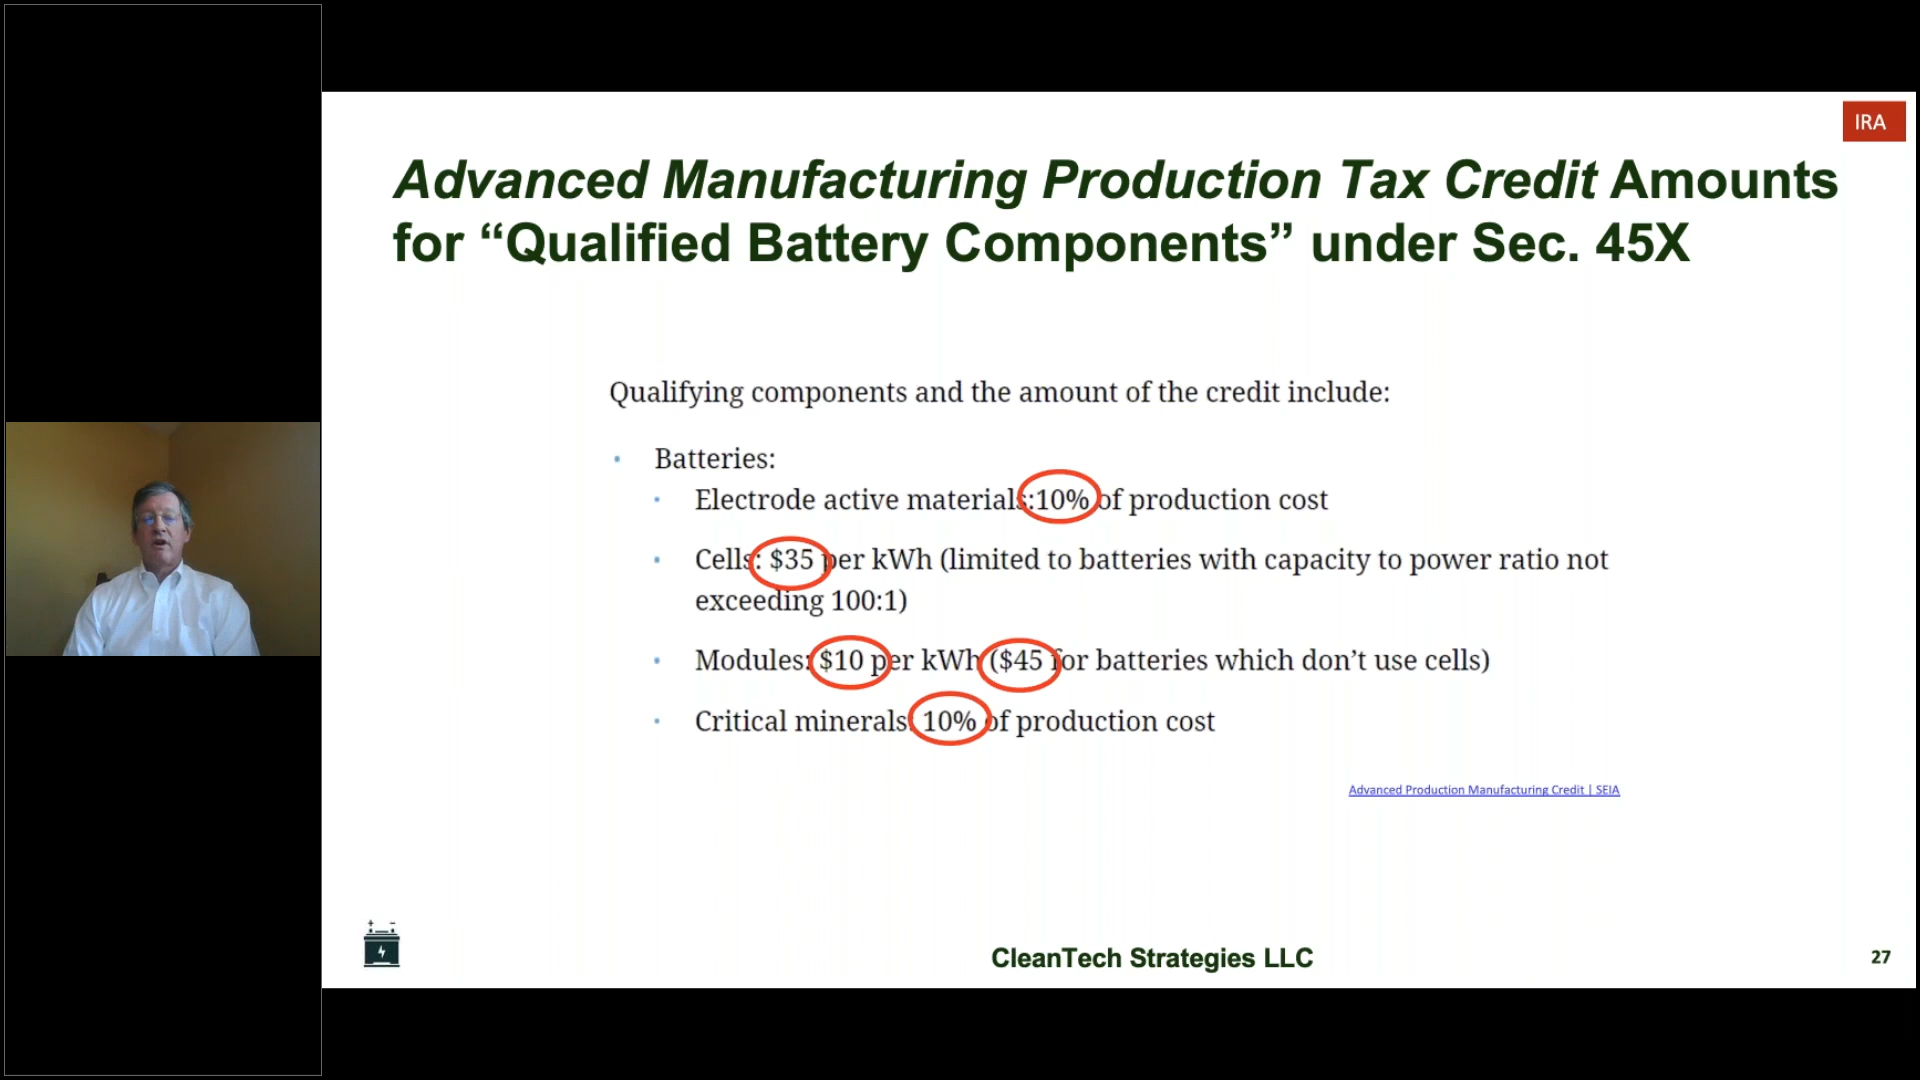 IRA
Advanced Manufacturing Production Tax Credit Amounts
for “Qualified Battery Components” under Sec. 45X
Qualifying components and the amount of the credit include:
• Batteries:
• Electrode active materials:10% of production cost
• Cells: $35 per kWh (limited to batteries with capacity to power ratio not
exceeding 100:1)
• Modules: $10 per kWh ($45 for batteries which don’t use cells)
• Critical minerals: 10% of production cost
Advanced Production Manufacturing Credit | SEIA
CleanTech Strategies LLC
27